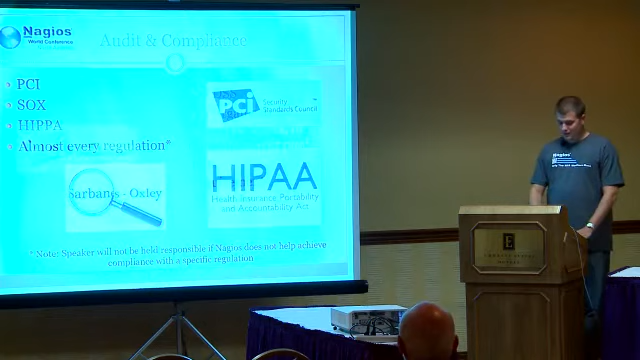 Nagios
World Conference
Audit & Compliance
PCI
SOX
HIPPA
Almost every regulation*
PCI Security
Standards Council
Sarbanes - Oxley
HIPAA
Health Insurance Portability
and Accountability Act
* Note: Speaker will not be held responsible if Nagios does not help achieve
compliance with a specific regulation.
Nagios
E